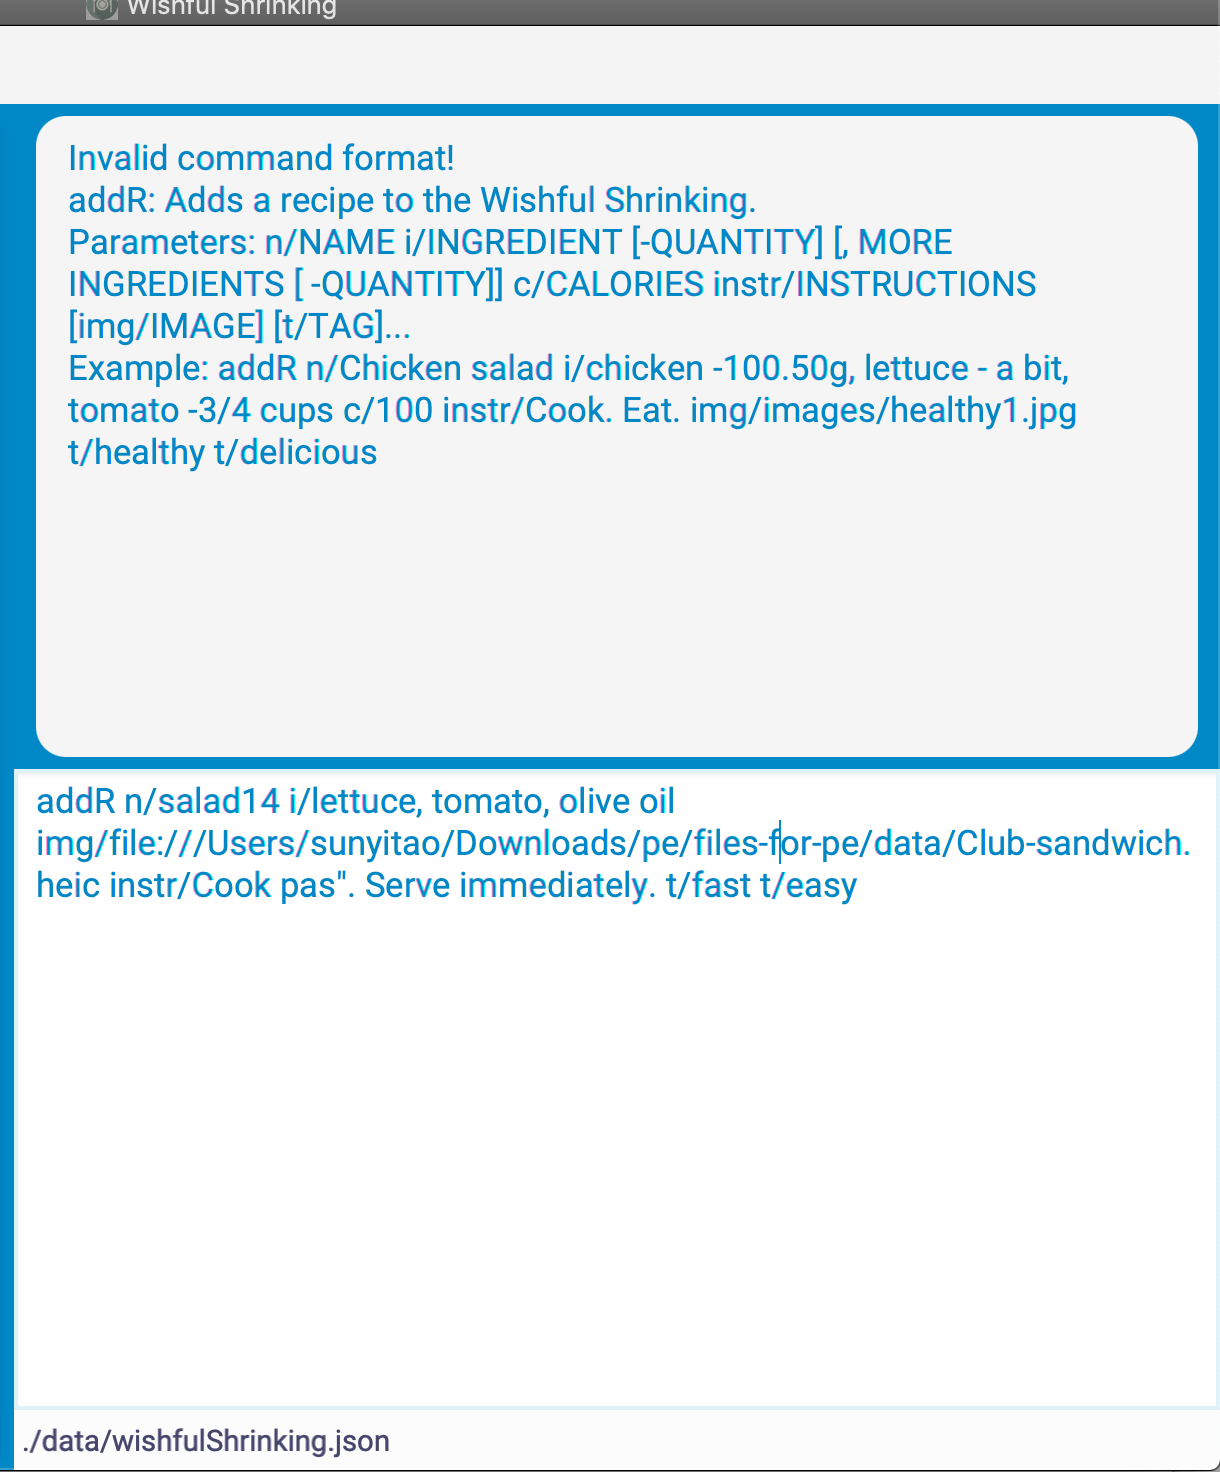 Wishful Shrinking
Invalid command format!
addR: Adds a recipe to the Wishful Shrinking.
Parameters: n/NAME i/INGREDIENT [-QUANTITY] [, MORE
INGREDIENTS [ -QUANTITY]] c/CALORIES instr/INSTRUCTIONS
[img/IMAGE] [t/TAG]...
Example: addR n/Chicken salad i/chicken -100.50g, lettuce - a bit,
tomato -3/4 cups c/100 instr/Cook. Eat. img/images/healthy1.jpg
t/healthy t/delicious
addR n/salad14 i/lettuce, tomato, olive oil
img/file:///Users/sunyitao/Downloads/pe/files-for-pe/data/Club-sandwich.
heic instr/Cook pas". Serve immediately. t/fast t/easy
./data/wishfulShrinking.json